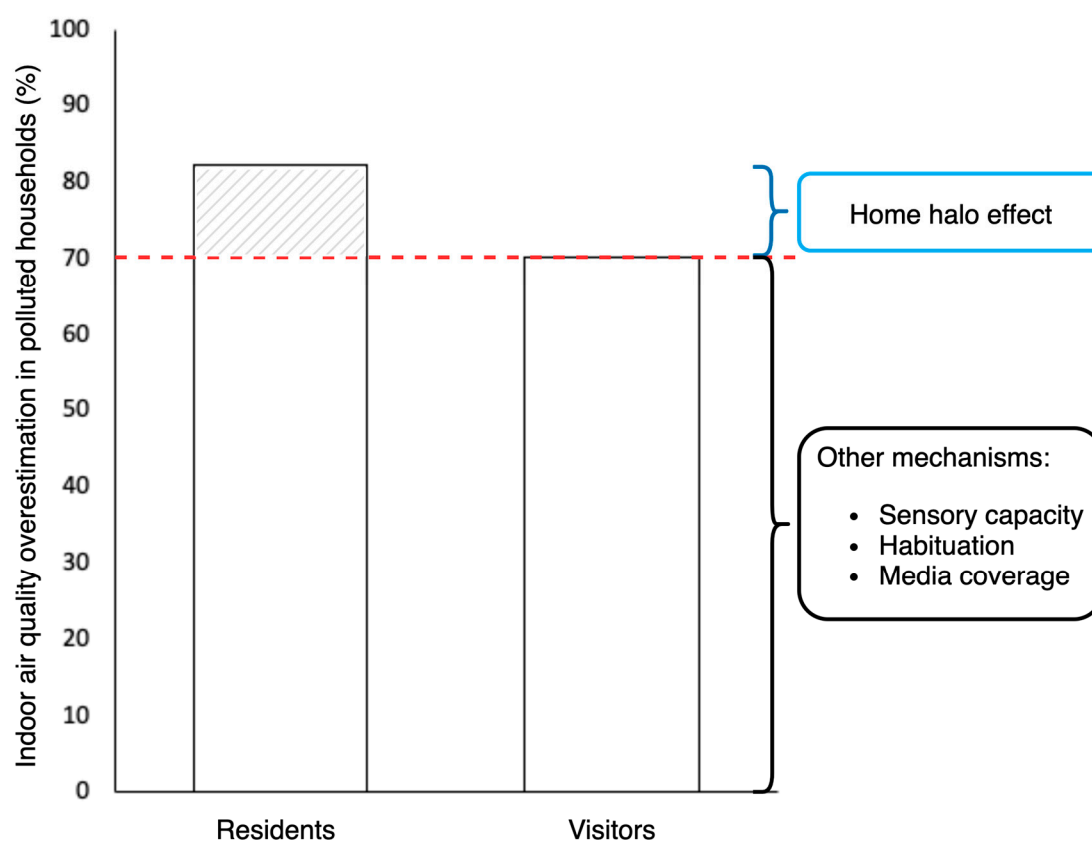 Indoor air quality overestimation in polluted households (%)
100
90
80
70
60
50
40
30
20
10
0
Residents
Visitors
Home halo effect
Other mechanisms:
• Sensory capacity
• Habituation
• Media coverage